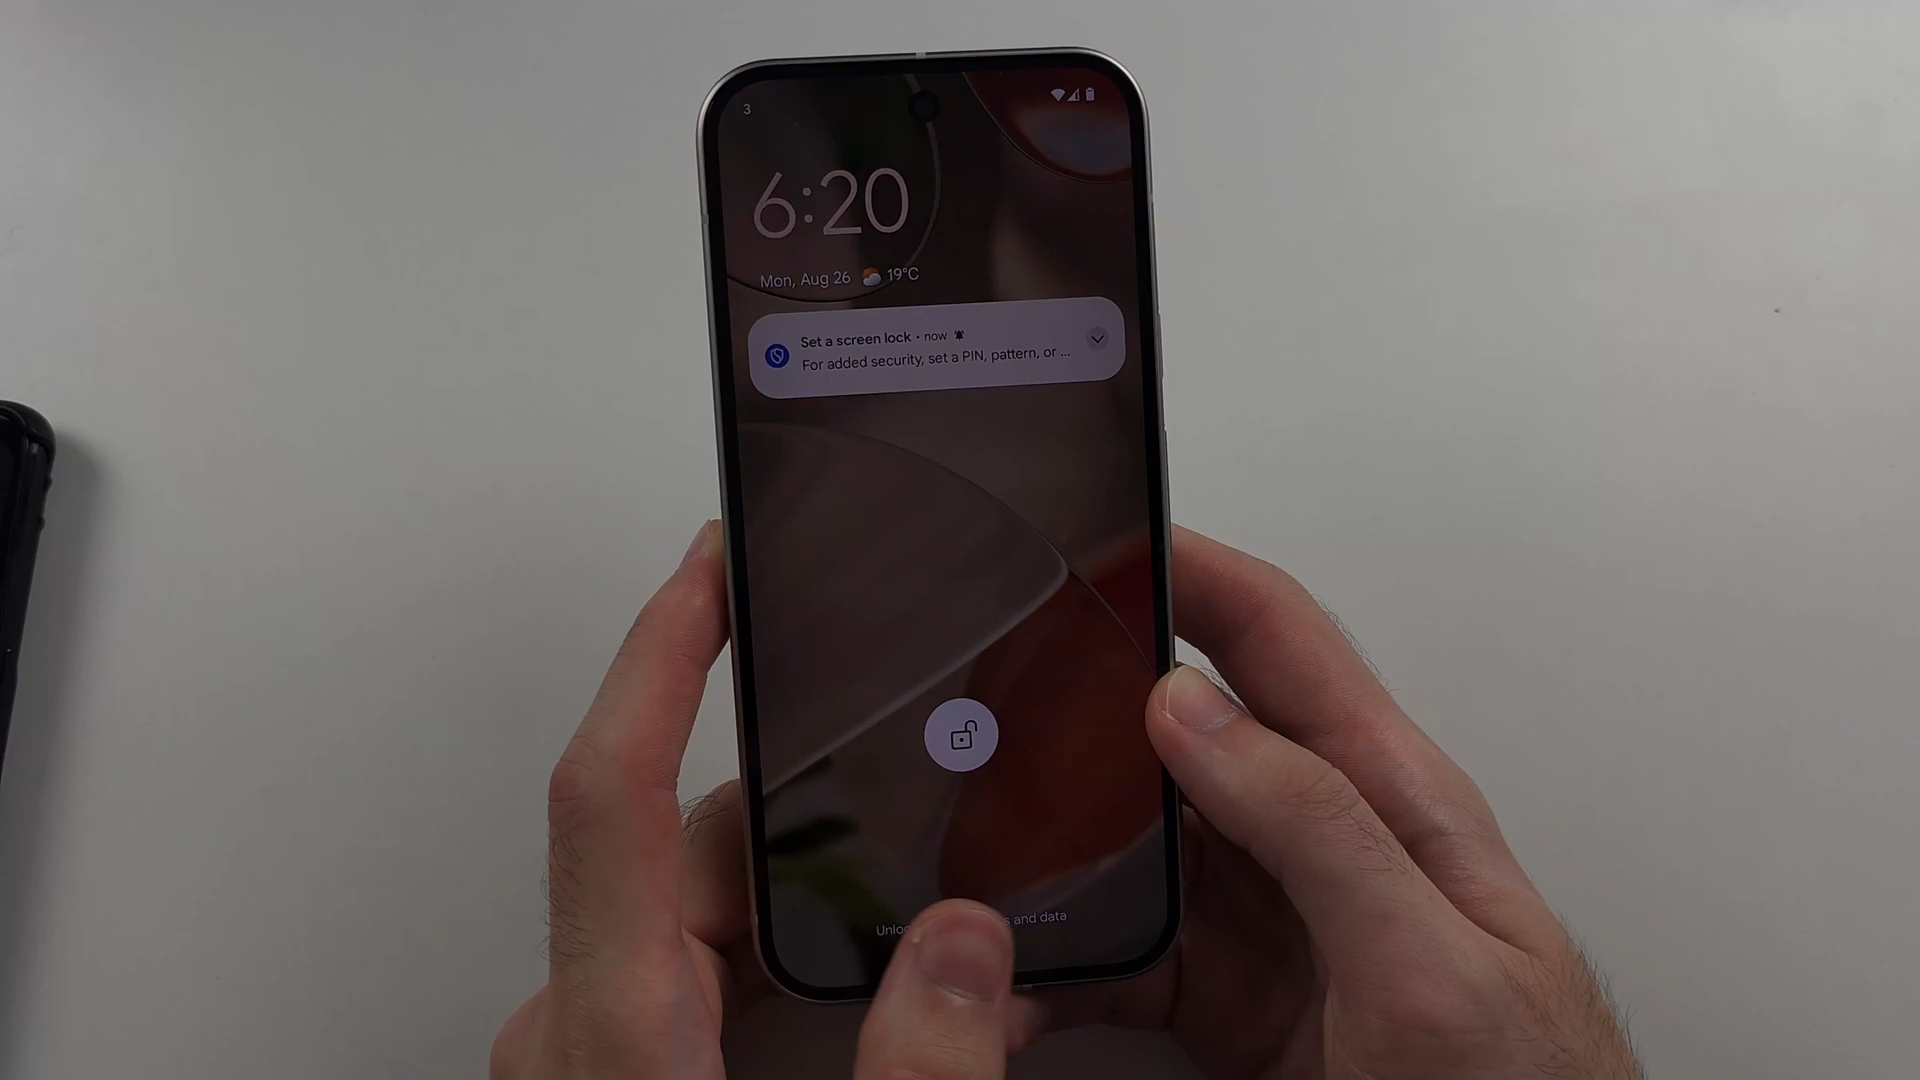 3
6:20
Mon, Aug 26 19°C
Set a screen lock • now
For added security, set a PIN, pattern, or ...
s and data